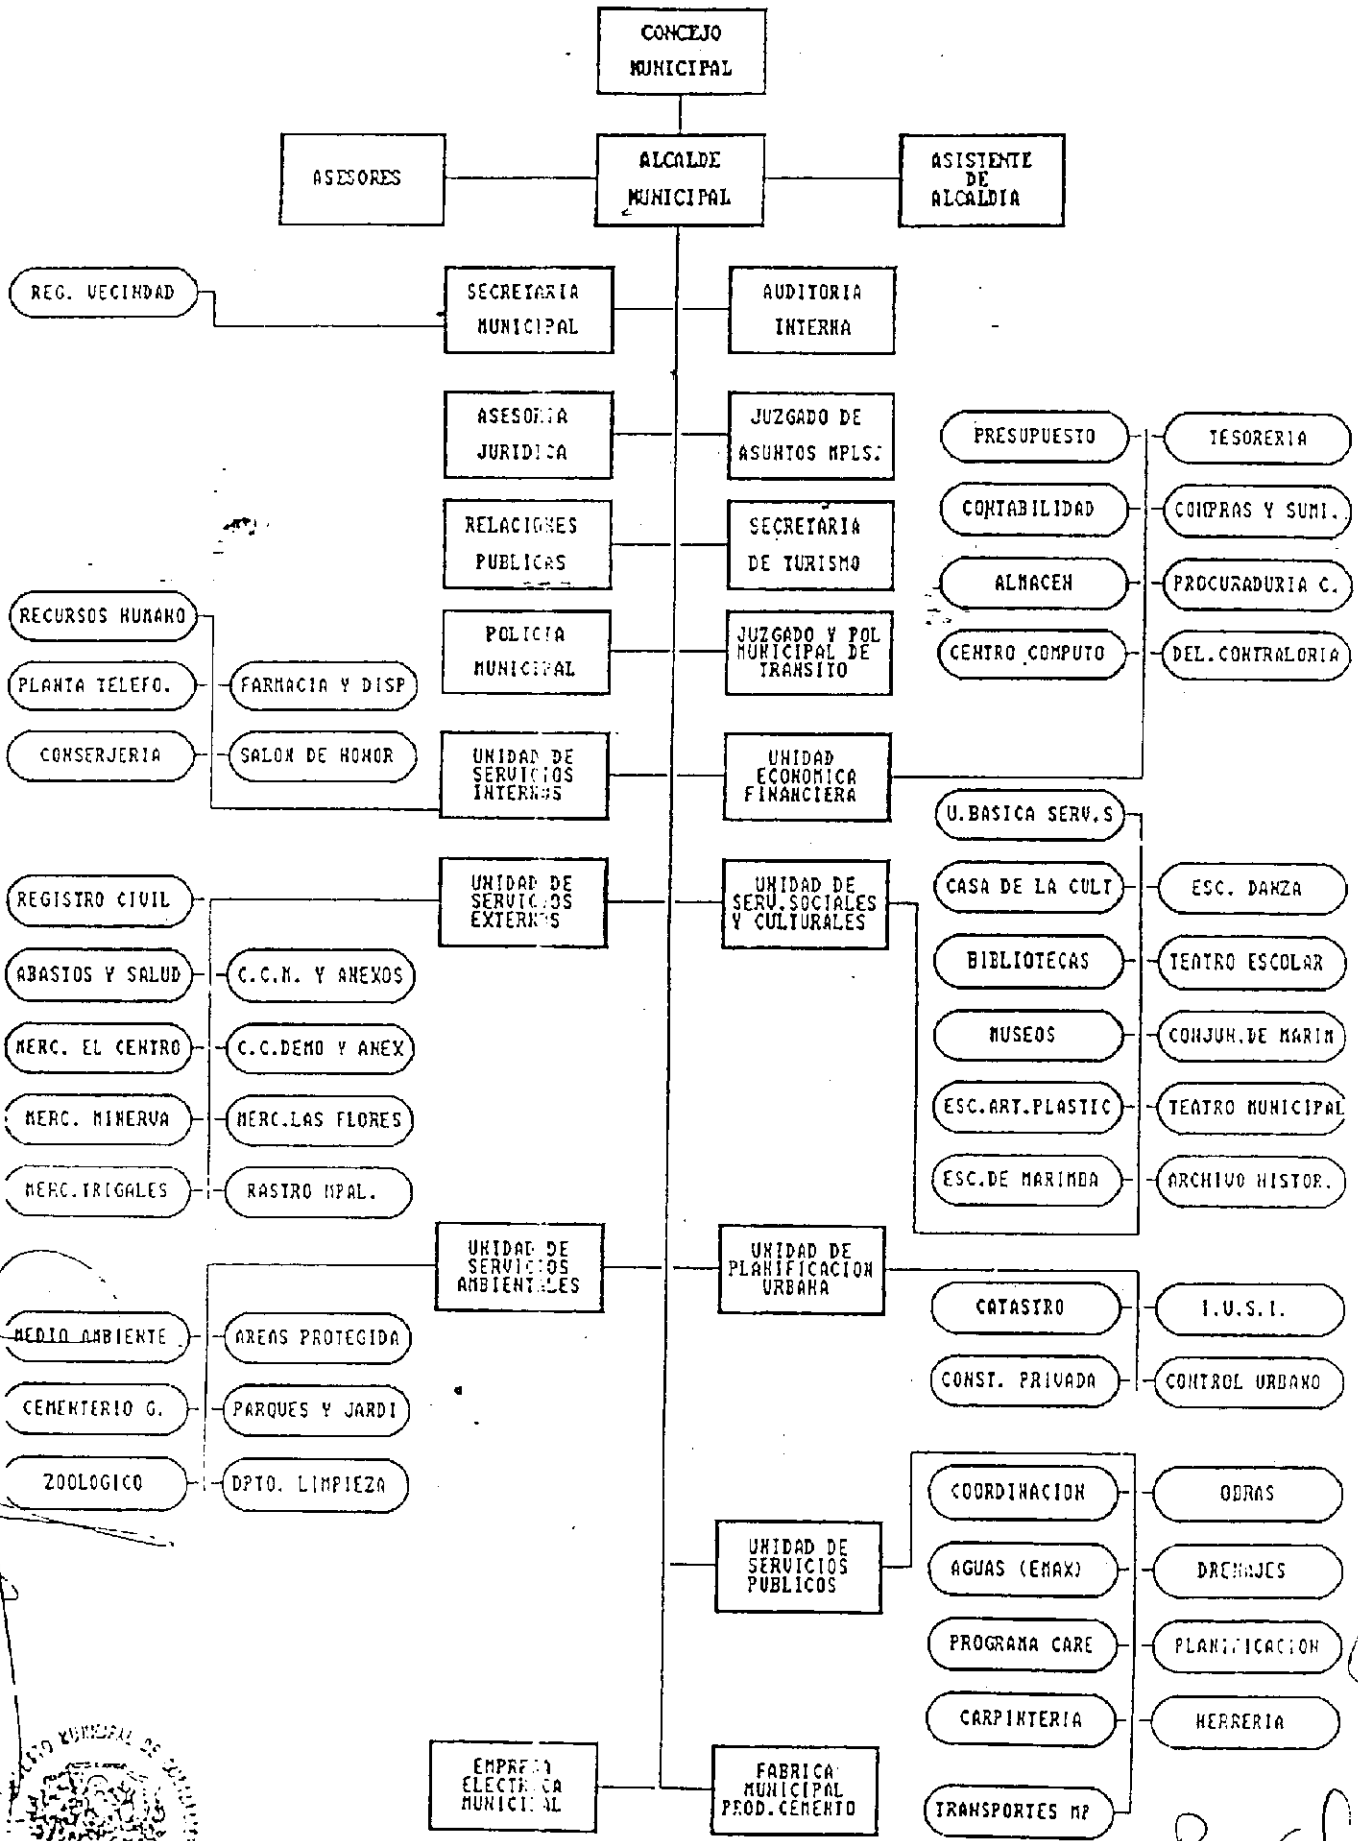 CONCEJO
MUNICIPAL
ASESORES
ALCALDE
MUNICIPAL
ASISTENTE
DE
ALCALDIA
REG. VECINDAD
SECRETARIA
MUNICIPAL
AUDITORIA
INTERNA
ASESORIA
JURIDICA
JUZGADO DE
ASUNTOS MPLS.
PRESUPUESTO
TESORERIA
CONTABILIDAD
COMPRAS Y SUMI.
RELACIONES
PUBLICAS
SECRETARIA
DE TURISMO
ALMACEN
PROCURADURIA C.
RECURSOS HUMANO
POLICIA
MUNICIPAL
JUZGADO Y POL
MUNICIPAL DE
TRANSITO
CENTRO COMPUTO
DEL.CONTRALORIA
PLANTA TELEFO.
FARMACIA Y DISP
CONSERJERIA
SALON DE HONOR
UNIDAD DE
SERVICIOS
INTERNOS
UNIDAD
ECONOMICA
FINANCIERA
U.BASICA SERV.S
REGISTRO CIVIL
UNIDAD DE
SERVICIOS
EXTERNOS
UNIDAD DE
SERV.SOCIALES
Y CULTURALES
CASA DE LA CULT
ESC. DANZA
ABASTOS Y SALUD
C.C.M. Y ANEXOS
BIBLIOTECAS
TEATRO ESCOLAR
MERC. EL CENTRO
C.C.DEMO Y ANEX
MUSEOS
CONJUN.DE MARIM
MERC. MINERVA
MERC.LAS FLORES
ESC.ART.PLASTIC
TEATRO MUNICIPAL
MERC.TRIGALES
RASTRO MPAL.
ESC.DE MARIMBA
ARCHIVO HISTOR.
UNIDAD DE
SERVICIOS
AMBIENTALES
UNIDAD DE
PLANIFICACION
URBANA
MEDIO AMBIENTE
AREAS PROTEGIDA
CATASTRO
I.U.S.I.
CEMENTERIO G.
PARQUES Y JARDI
CONST. PRIVADA
CONTROL URBANO
ZOOLOGICO
DPTO. LIMPIEZA
COORDINACION
OBRAS
UNIDAD DE
SERVICIOS
PUBLICOS
AGUAS (EMAX)
DRENAJES
PROGRAMA CARE
PLANIFICACION
CARPINTERIA
HERRERIA
EMPRESA
ELECTRICA
MUNICIPAL
FABRICA
MUNICIPAL
PROD.CEMENTO
TRANSPORTES MP
MUNICIPAL DE